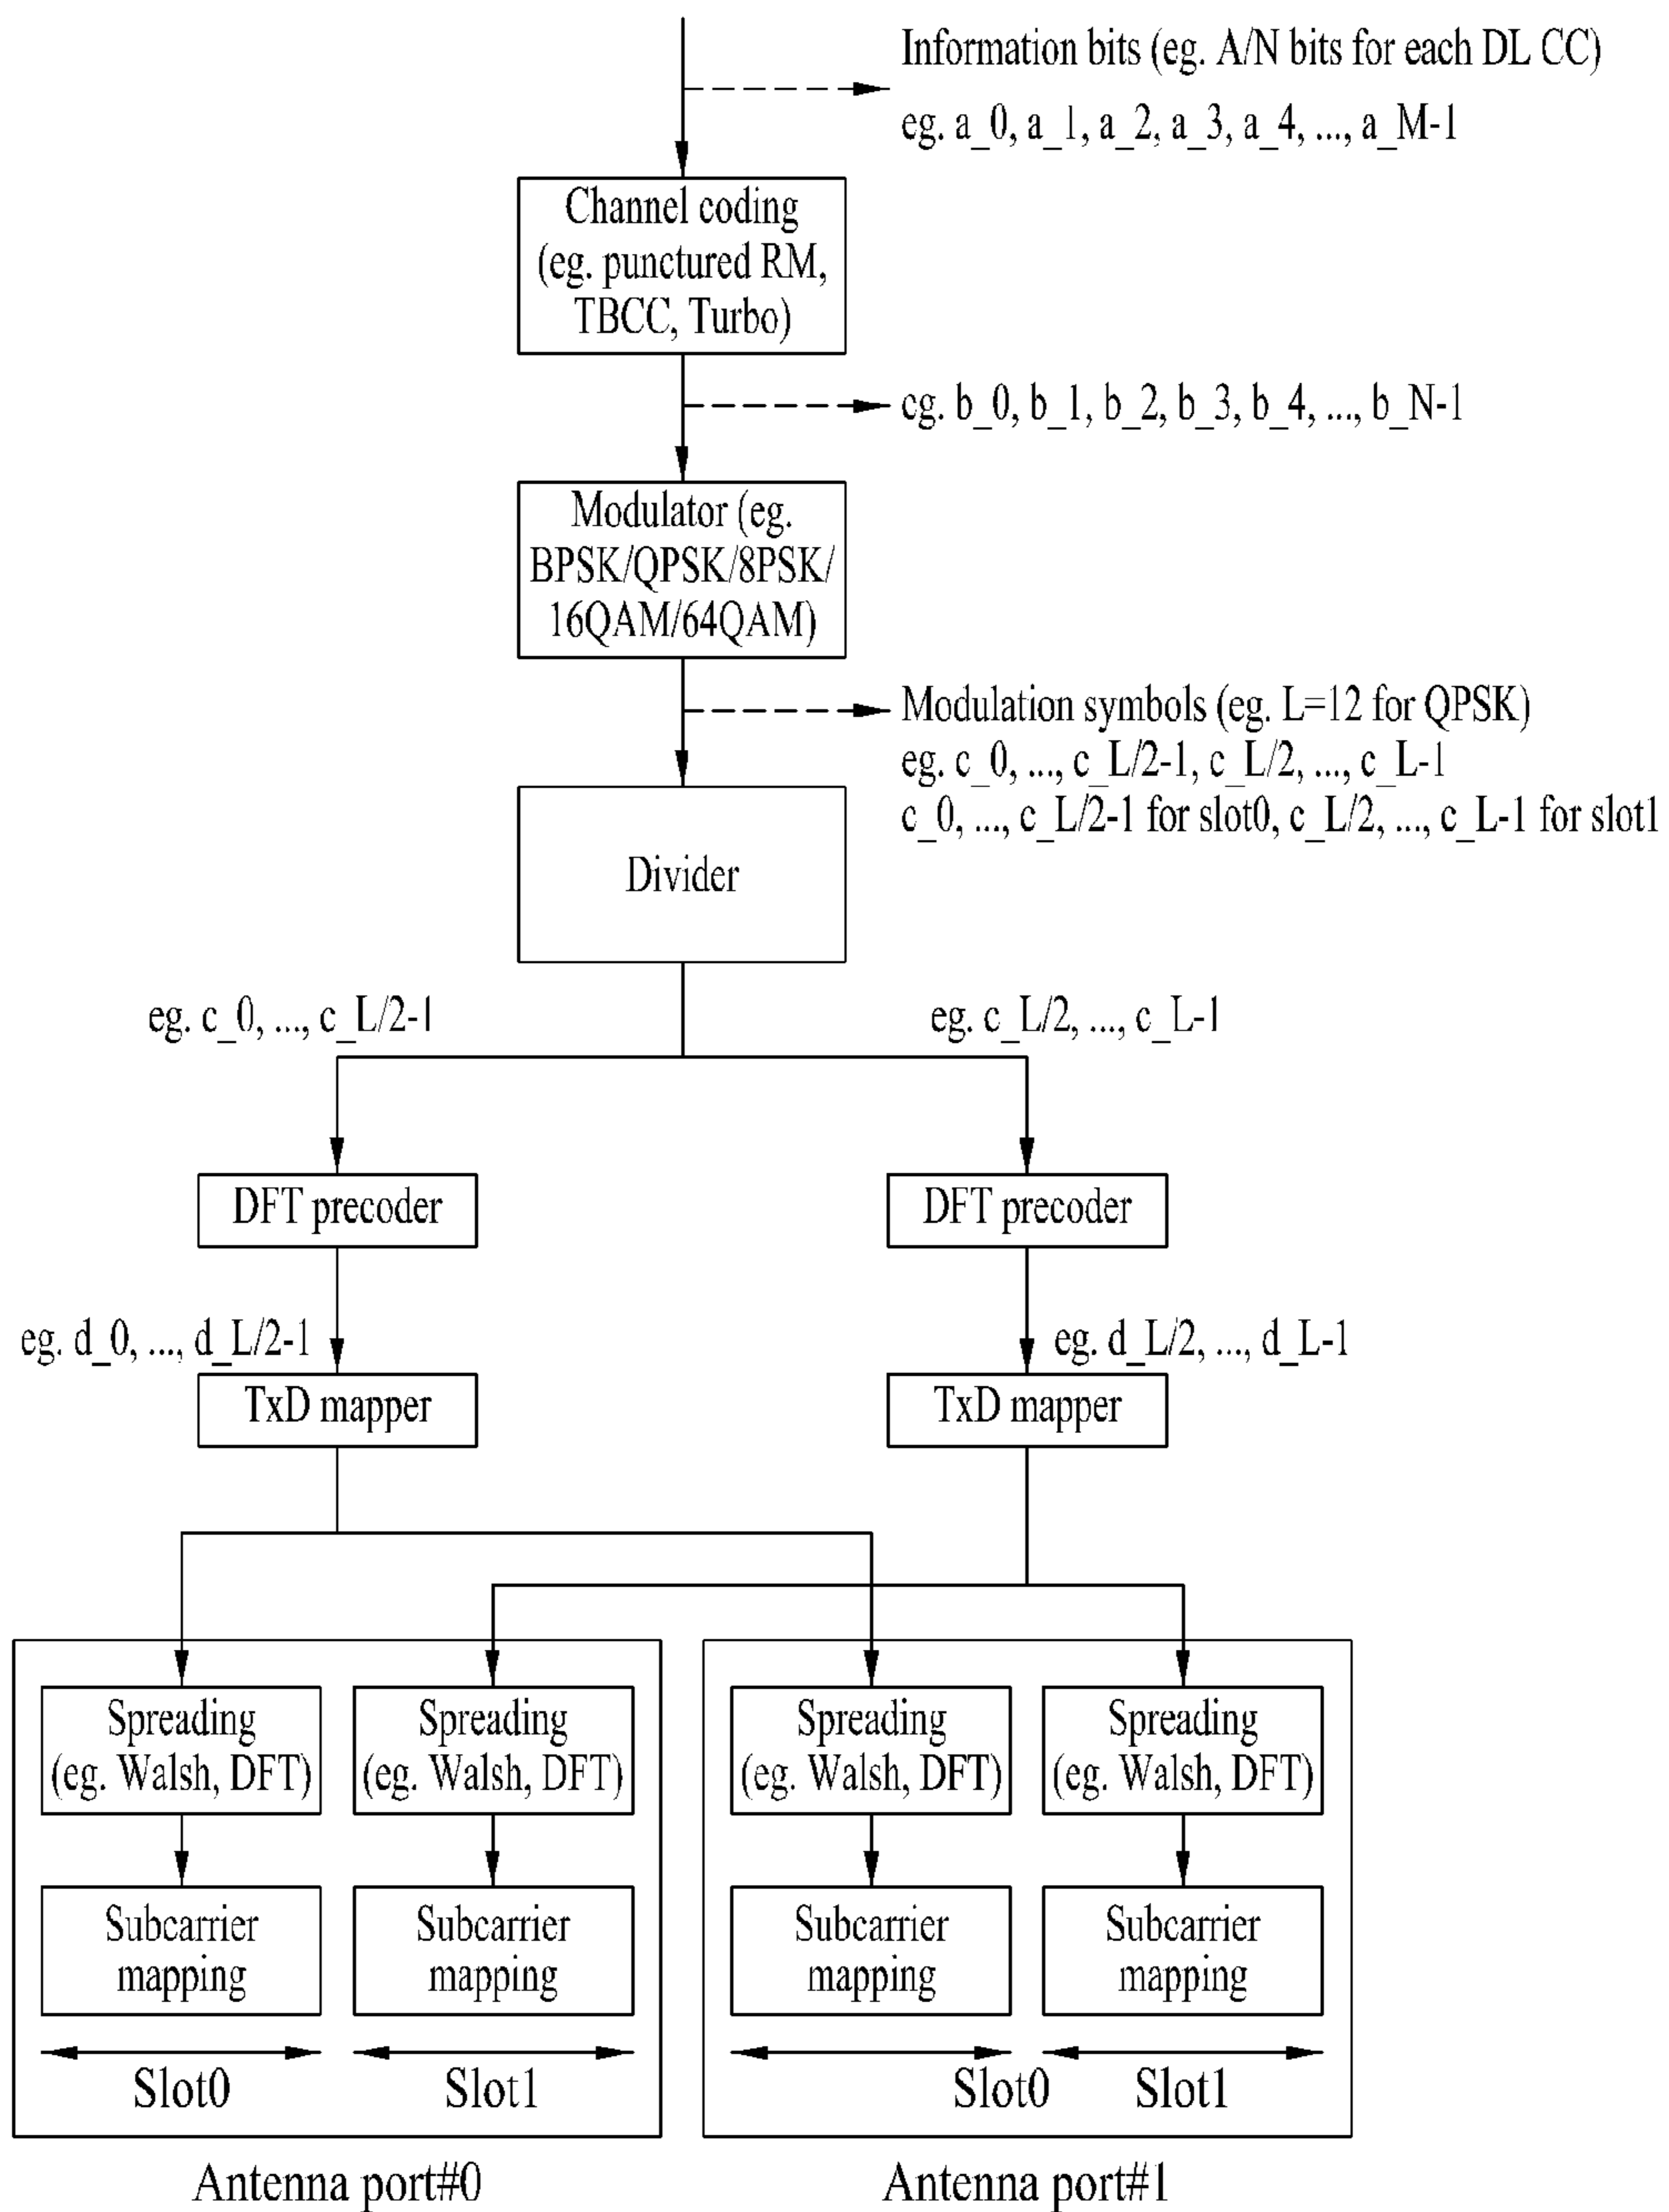 Information bits (eg. A/N bits for each DL CC)
eg. a_0, a_1, a_2, a_3, a_4, ..., a_M-1
Channel coding
(eg. punctured RM,
TBCC, Turbo)
eg. b_0, b_1, b_2, b_3, b_4, ..., b_N-1
Modulator (eg.
BPSK/QPSK/8PSK/
16QAM/64QAM)
Modulation symbols (eg. L=12 for QPSK)
eg. c_0, ..., c_L/2-1, c_L/2, ..., c_L-1
c_0, ..., c_L/2-1 for slot0, c_L/2, ..., c_L-1 for slot1
Divider
eg. c_0, ..., c_L/2-1
eg. c_L/2, ..., c_L-1
DFT precoder
DFT precoder
eg. d_0, ..., d_L/2-1
eg. d_L/2, ..., d_L-1
TxD mapper
TxD mapper
Spreading
(eg. Walsh, DFT)
Spreading
(eg. Walsh, DFT)
Spreading
(eg. Walsh, DFT)
Spreading
(eg. Walsh, DFT)
Subcarrier
mapping
Subcarrier
mapping
Subcarrier
mapping
Subcarrier
mapping
Slot0
Slot1
Slot0
Slot1
Antenna port#0
Antenna port#1